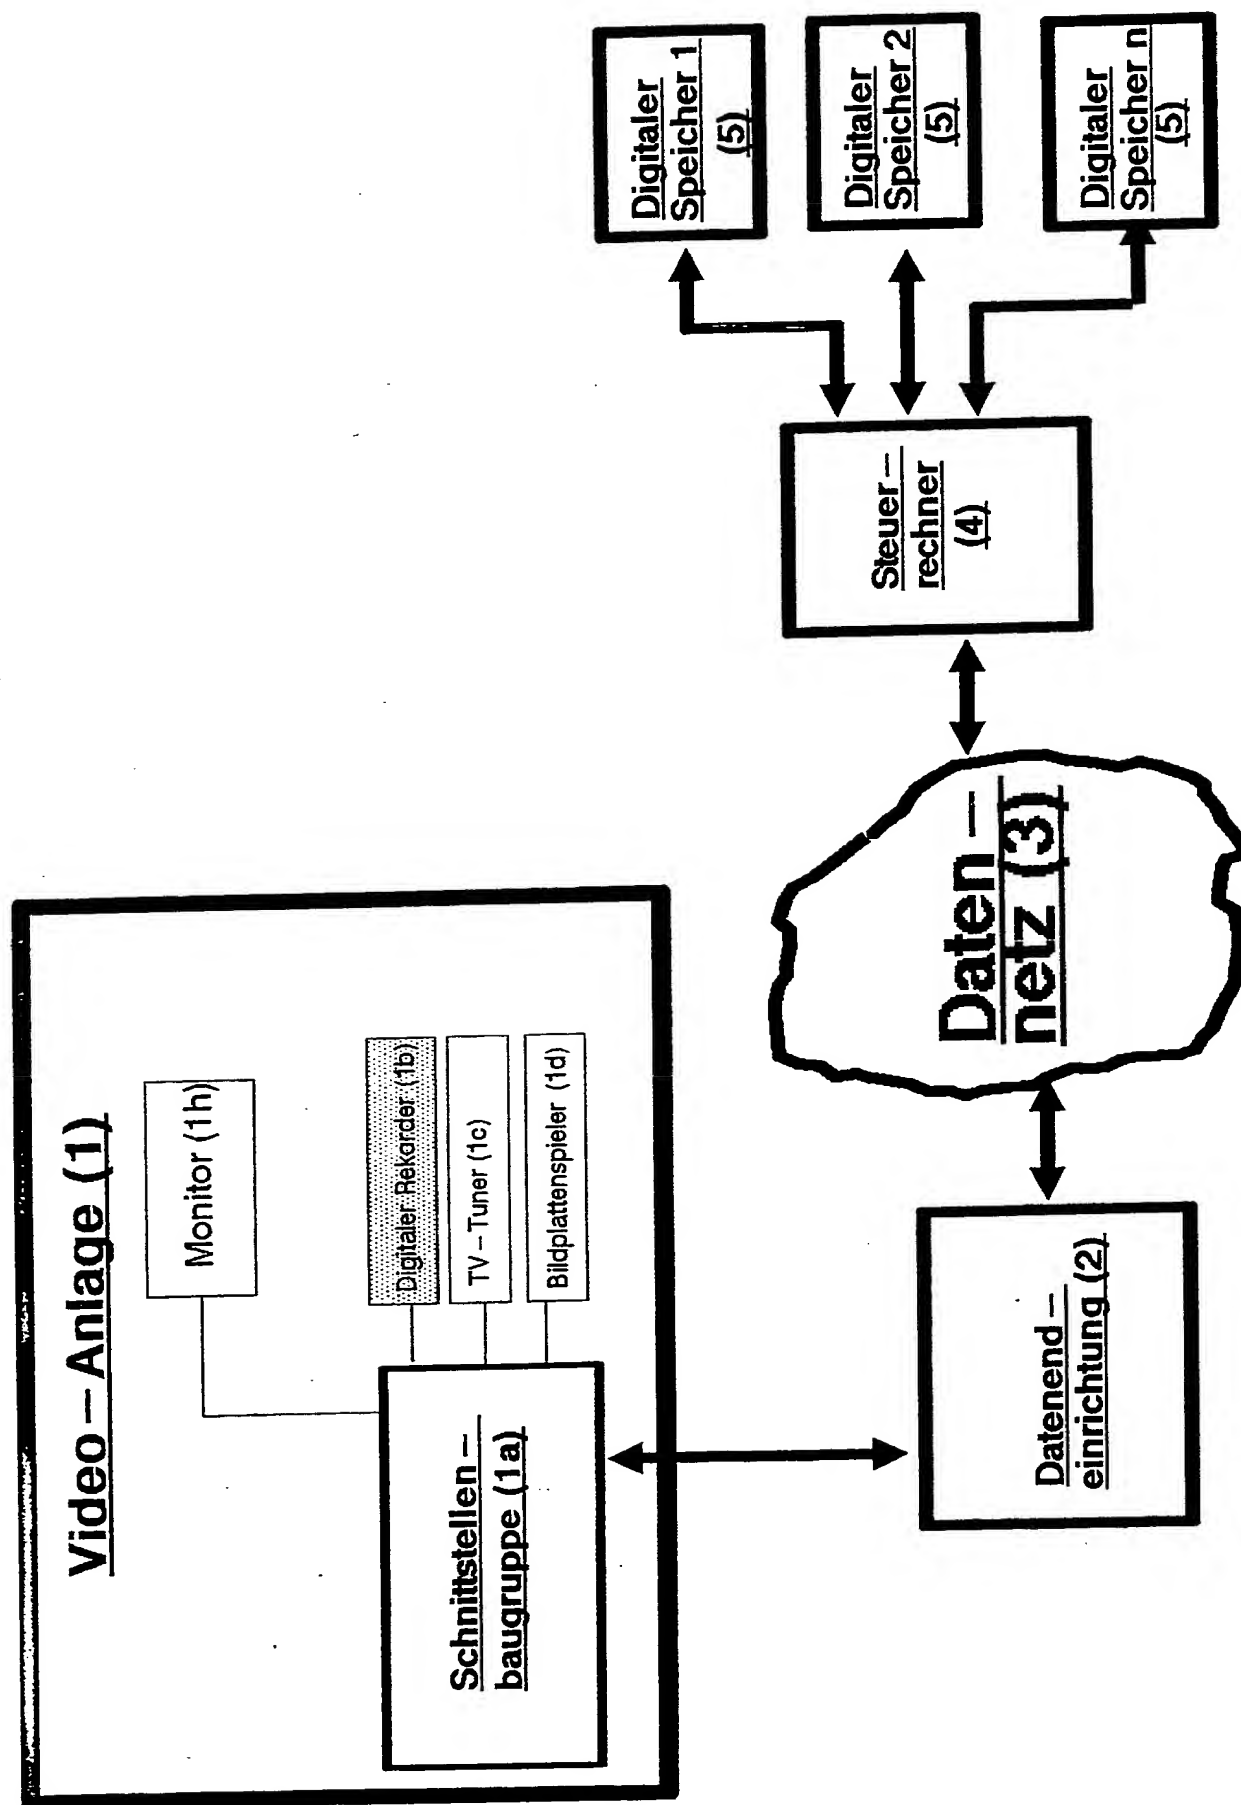 Video–Anlage (1)
Monitor (1h)
Digitaler Rekorder (1b)
TV–Tuner (1c)
Bildplattenspieler (1d)
Schnittstellen–
baugruppe (1a)
Datenend–
einrichtung (2)
Daten–
netz (3)
Steuer–
rechner
(4)
Digitaler
Speicher 1
(5)
Digitaler
Speicher 2
(5)
Digitaler
Speicher n
(5)